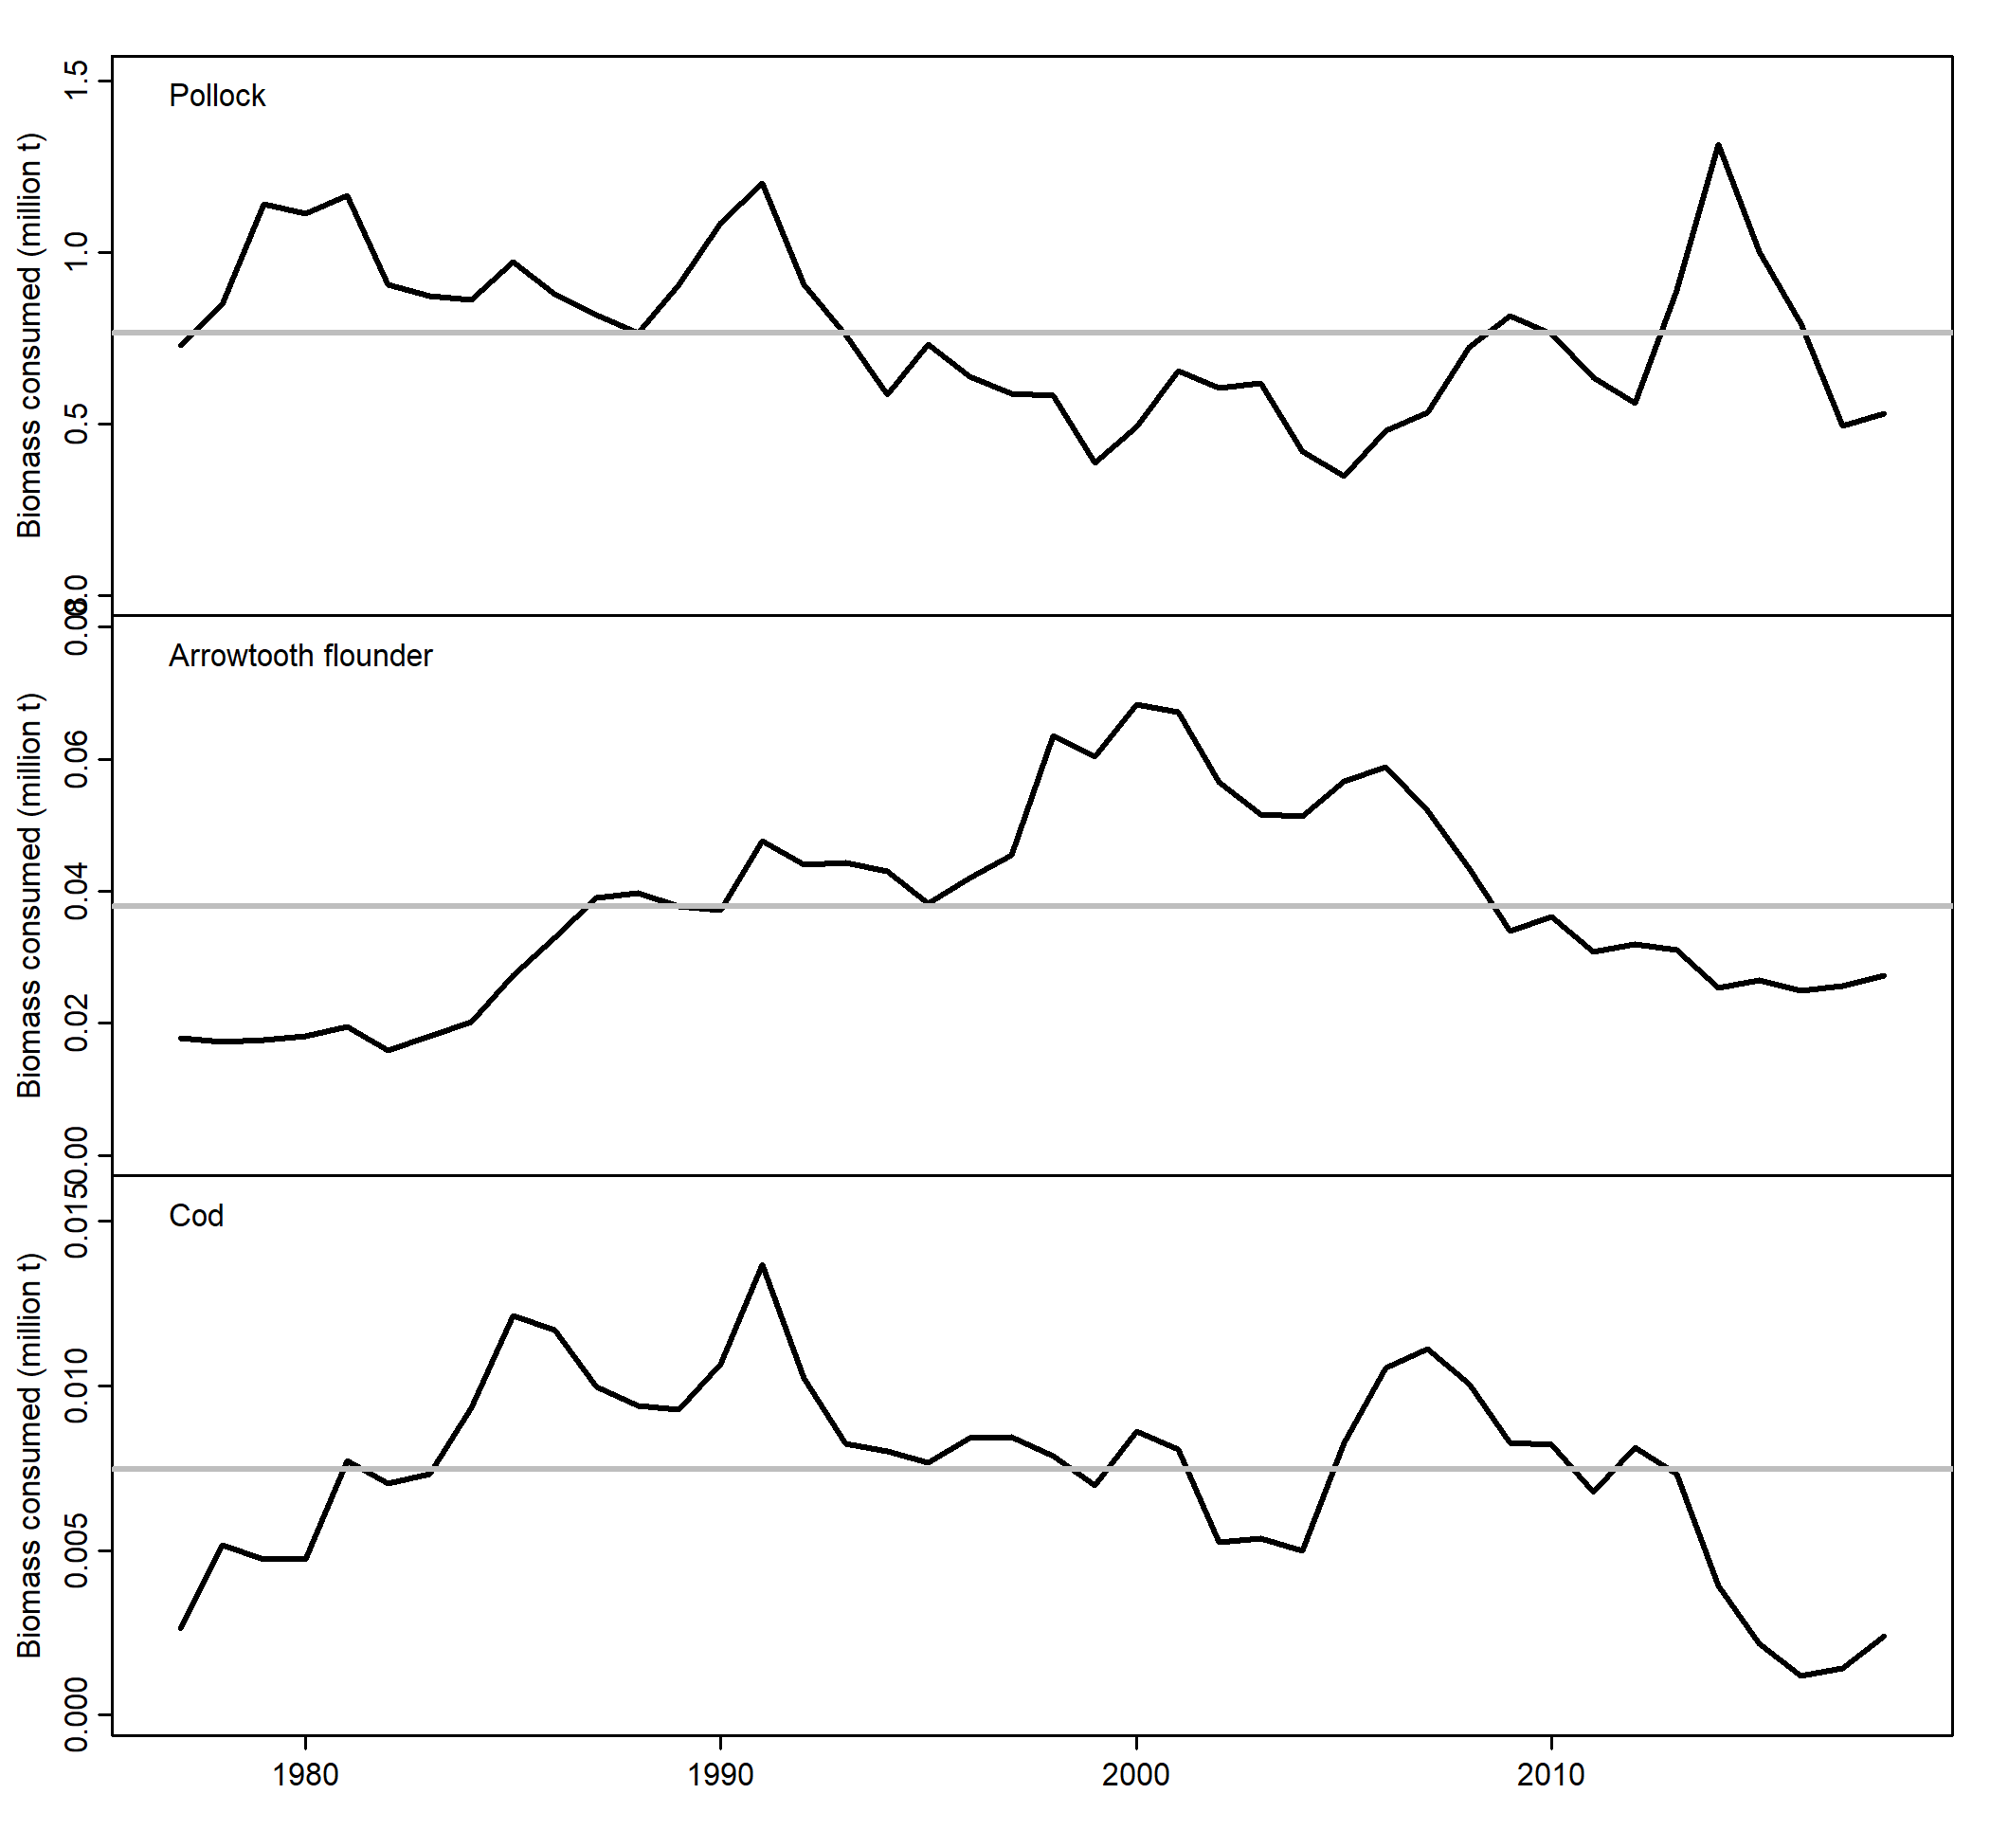 Pollock
Biomass consumed (million t)
1.5
1.0
0.5
0.0
Arrowtooth flounder
Biomass consumed (million t)
0.08
0.06
0.04
0.02
0.00
Cod
Biomass consumed (million t)
0.015
0.010
0.005
0.000
1980
1990
2000
2010